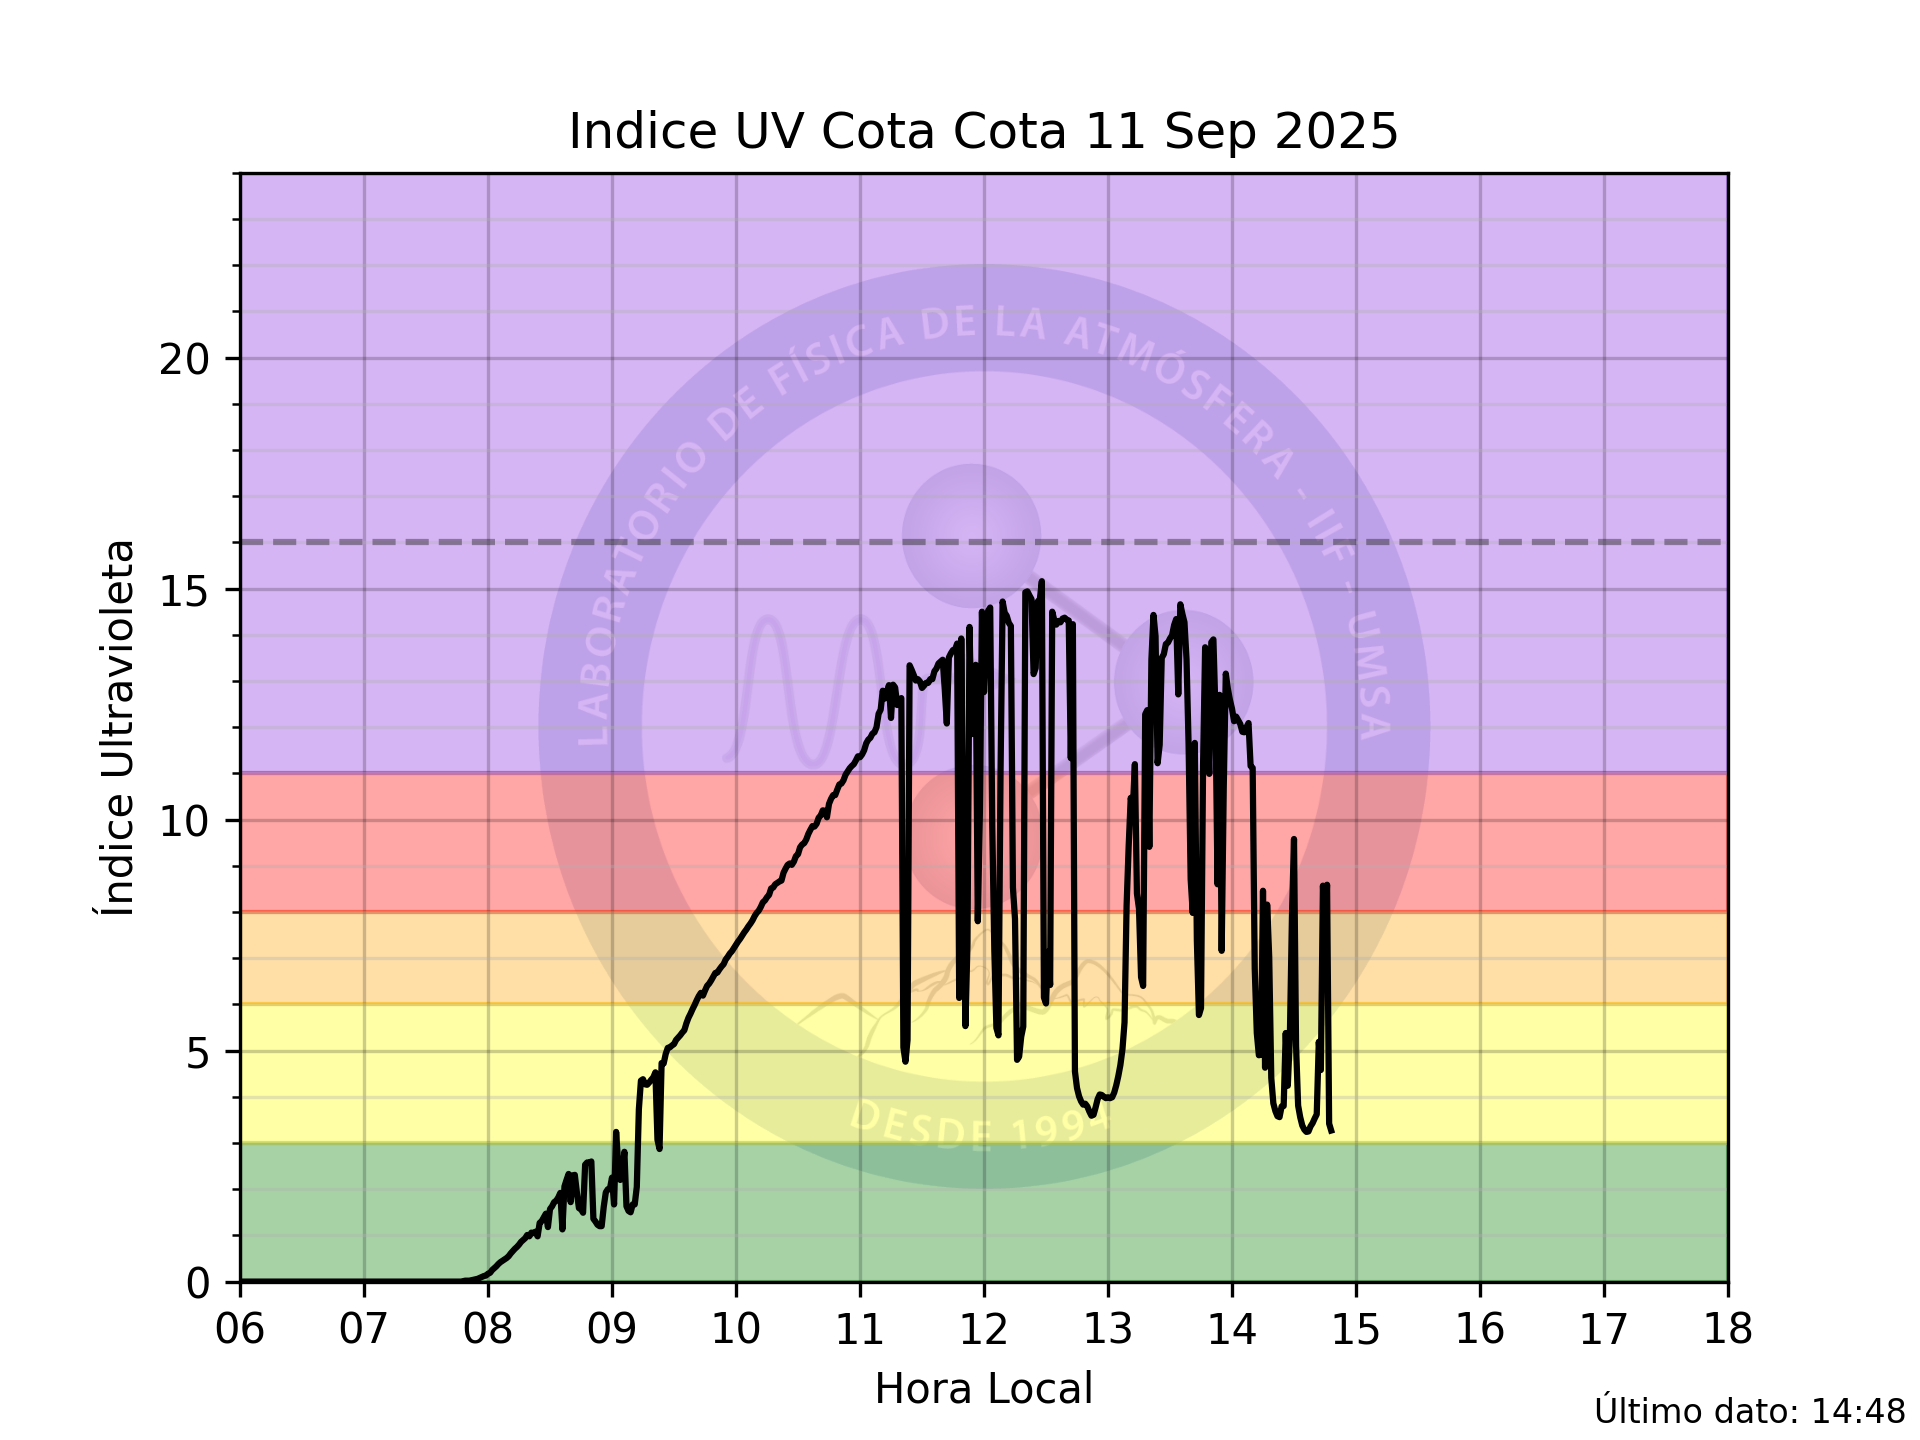 Indice UV Cota Cota 11 Sep 2025
LABORATORIO DE FÍSICA DE LA ATMÓSFERA - IIF - UMSA
DESDE 1994
Índice Ultravioleta
20
15
10
5
0
06 07 08 09 10 11 12 13 14 15 16 17 18
Hora Local
Último dato: 14:48